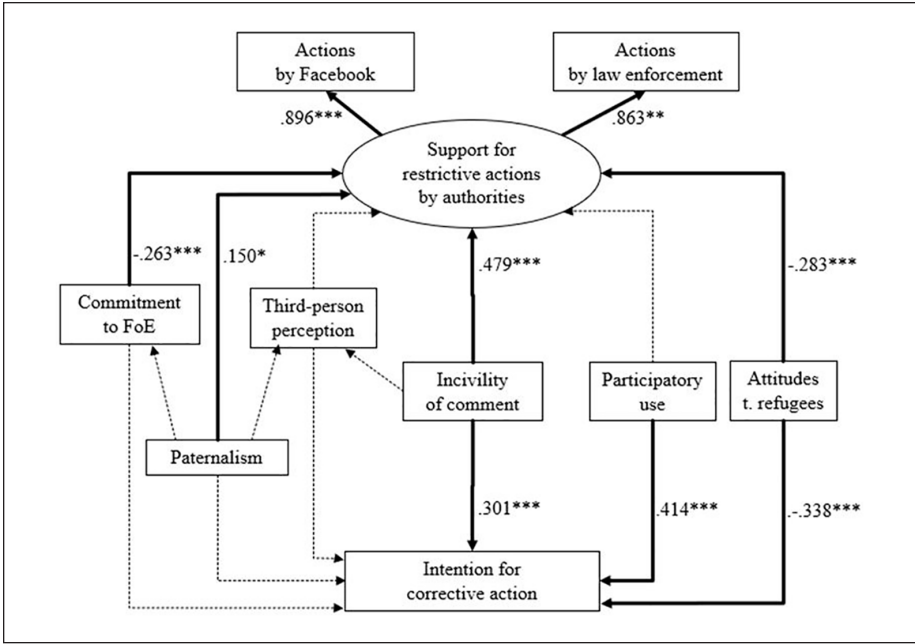 Actions
by Facebook
Actions
by law enforcement
.896***
.863**
Support for
restrictive actions
by authorities
-.263***
.150*
.479***
-.283***
Commitment
to FoE
Third-person
perception
Incivility
of comment
Participatory
use
Attitudes
t. refugees
Paternalism
.301***
.414***
.-.338***
Intention for
corrective action